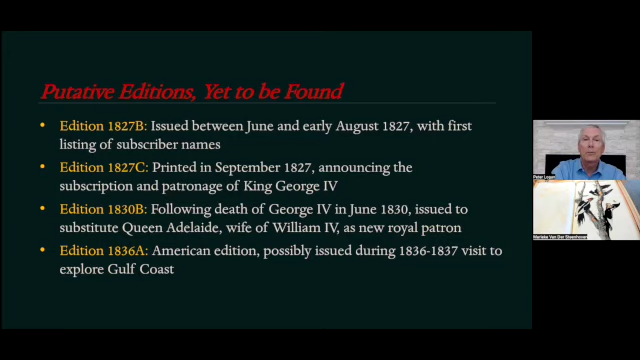 Putative Editions, Yet to be Found
• Edition 1827B: Issued between June and early August 1827, with first
listing of subscriber names
• Edition 1827C: Printed in September 1827, announcing the
subscription and patronage of King George IV
• Edition 1830B: Following death of George IV in June 1830, issued to
substitute Queen Adelaide, wife of William IV, as new royal patron
• Edition 1836A: American edition, possibly issued during 1836-1837 visit to
explore Gulf Coast
Peter Logan
Marieke Van Der